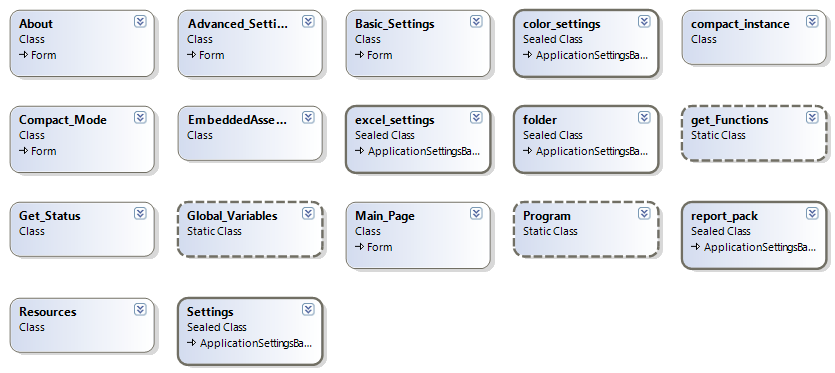 About
Class
Form
Advanced_Setti...
Class
Form
Basic_Settings
Class
Form
color_settings
Sealed Class
ApplicationSettingsBa...
compact_instance
Class
Compact_Mode
Class
Form
EmbeddedAsse...
Class
excel_settings
Sealed Class
ApplicationSettingsBa...
folder
Sealed Class
ApplicationSettingsBa...
get_Functions
Static Class
Get_Status
Class
Global_Variables
Static Class
Main_Page
Class
Form
Program
Static Class
report_pack
Sealed Class
ApplicationSettingsBa...
Resources
Class
Settings
Sealed Class
ApplicationSettingsBa...